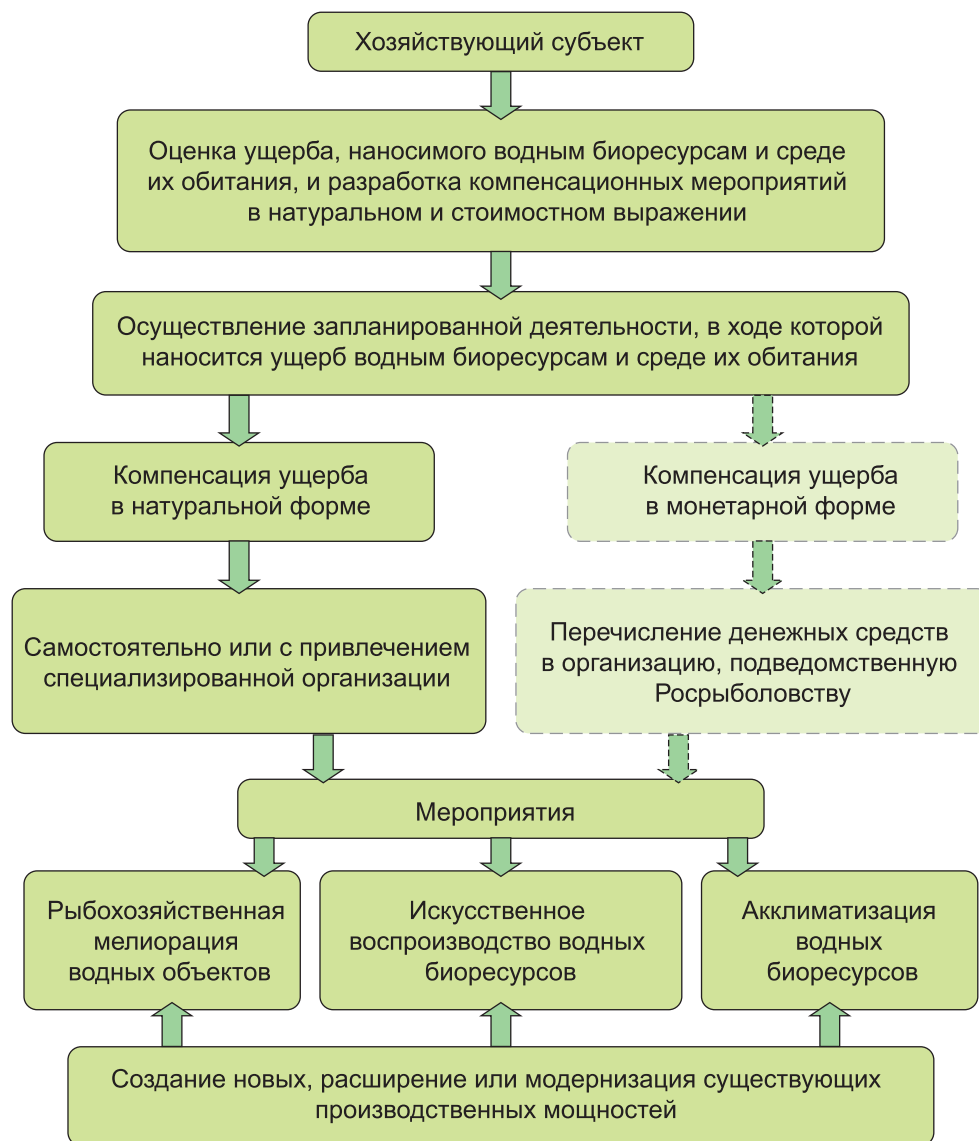 Хозяйствующий субъект
Оценка ущерба, наносимого водным биоресурсам и среде
их обитания, и разработка компенсационных мероприятий
в натуральном и стоимостном выражении
Осуществление запланированной деятельности, в ходе которой
наносится ущерб водным биоресурсам и среде их обитания
Компенсация ущерба
в натуральной форме
Компенсация ущерба
в монетарной форме
Самостоятельно или с привлечением
специализированной организации
Перечисление денежных средств
в организацию, подведомственную
Росрыболовству
Мероприятия
Рыбохозяйственная
мелиорация
водных объектов
Искусственное
воспроизводство водных
биоресурсов
Акклиматизация
водных
биоресурсов
Создание новых, расширение или модернизация существующих
производственных мощностей